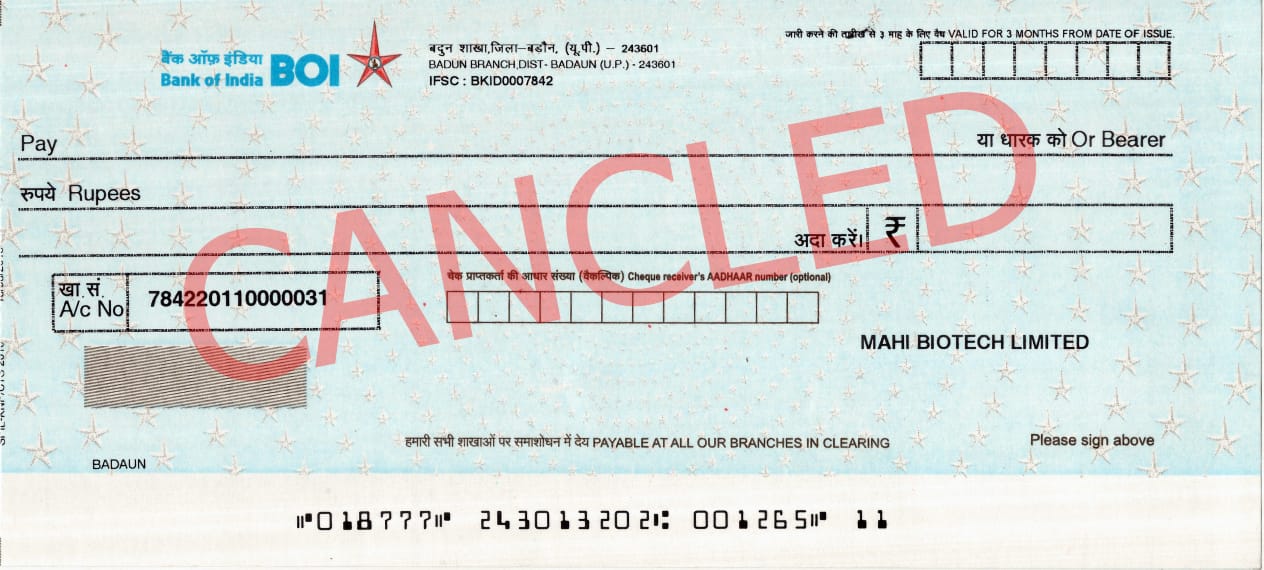 बैंक ऑफ़ इंडिया
Bank of India BOI
बदुन शाखा,जिला–बडौन, (यू.पी.) – 243601
BADUN BRANCH,DIST- BADAUN (U.P.) - 243601
IFSC : BKID0007842
जारी करने की तारीख से ३ माह के लिए वैध VALID FOR 3 MONTHS FROM DATE OF ISSUE.
Pay
या धारक को Or Bearer
रुपये Rupees
अदा करें। ₹
CANCLED
खा.सं.
A/c No 784220110000031
चेक प्राप्तकर्ता की आधार संख्या (वैकल्पिक) Cheque receiver's AADHAAR number (optional)
MAHI BIOTECH LIMITED
हमारी सभी शाखाओं पर समाशोधन में देय PAYABLE AT ALL OUR BRANCHES IN CLEARING
Please sign above
BADAUN
⑈018777⑈ 243013202⑆ 001265⑈ 11